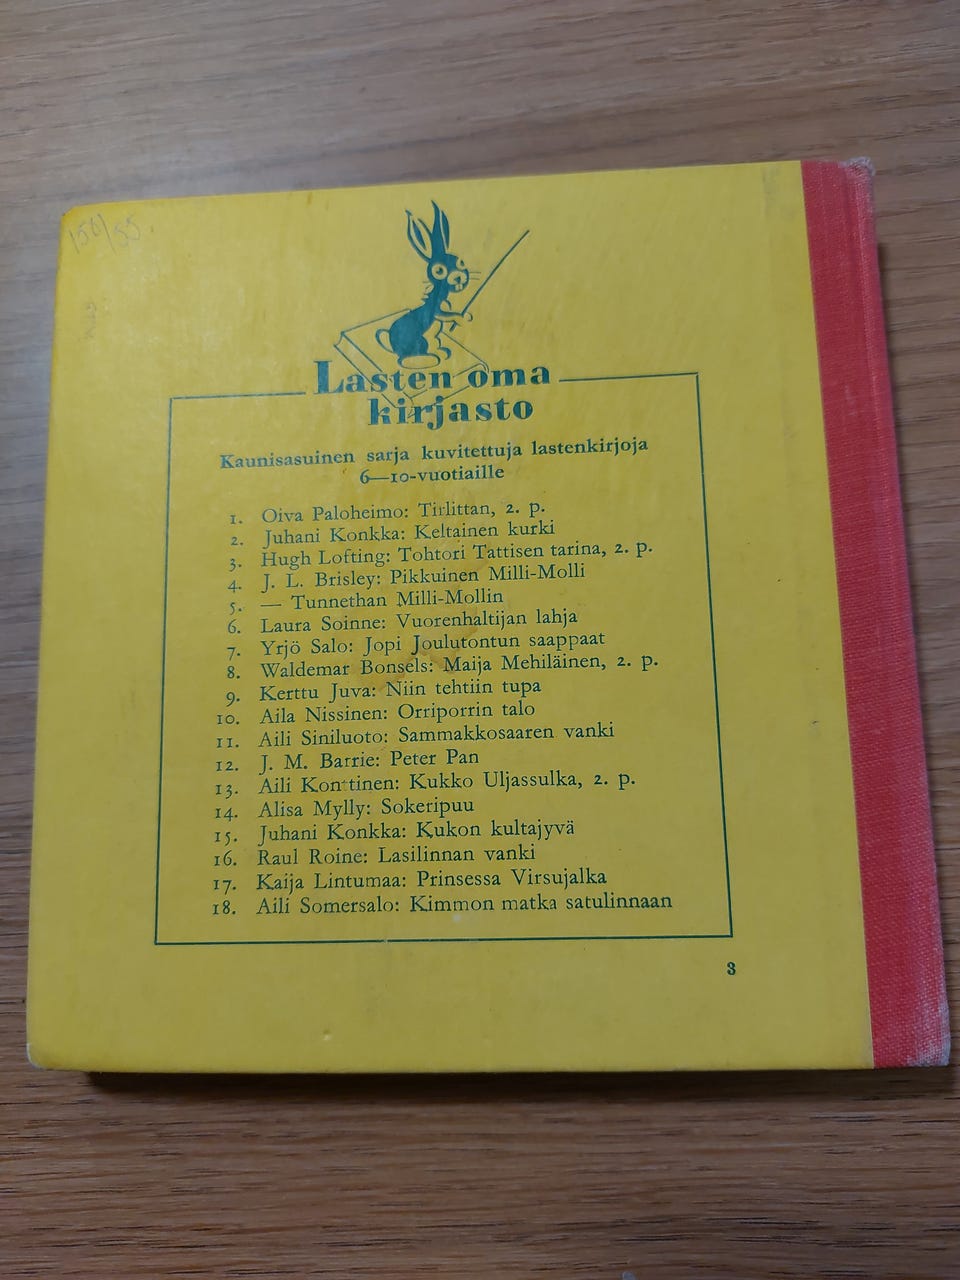 150/55
Lasten oma
kirjasto
Kaunisasuinen sarja kuvitettuja lastenkirjoja
6—10-vuotiaille
1. Oiva Paloheimo: Tirlittan, 2. p.
2. Juhani Konkka: Keltainen kurki
3. Hugh Lofting: Tohtori Tattisen tarina, 2. p.
4. J. L. Brisley: Pikkuinen Milli-Molli
5. — Tunnethan Milli-Mollin
6. Laura Soinne: Vuorenhaltijan lahja
7. Yrjö Salo: Jopi Joulutontun saappaat
8. Waldemar Bonsels: Maija Mehiläinen, 2. p.
9. Kerttu Juva: Niin tehtiin tupa
10. Aila Nissinen: Orriporrin talo
11. Aili Siniluoto: Sammakkosaaren vanki
12. J. M. Barrie: Peter Pan
13. Aili Konttinen: Kukko Uljassulka, 2. p.
14. Alisa Mylly: Sokeripuu
15. Juhani Konkka: Kukon kultajyvä
16. Raul Roine: Lasilinnan vanki
17. Kaija Lintumaa: Prinsessa Virsujalka
18. Aili Somersalo: Kimmon matka satulinnaan
3